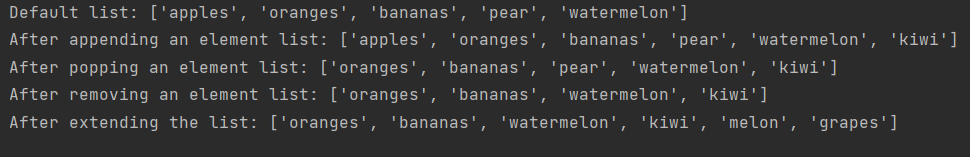 Default list: ['apples', 'oranges', 'bananas', 'pear', 'watermelon']
After appending an element list: ['apples', 'oranges', 'bananas', 'pear', 'watermelon', 'kiwi']
After popping an element list: ['oranges', 'bananas', 'pear', 'watermelon', 'kiwi']
After removing an element list: ['oranges', 'bananas', 'watermelon', 'kiwi']
After extending the list: ['oranges', 'bananas', 'watermelon', 'kiwi', 'melon', 'grapes']